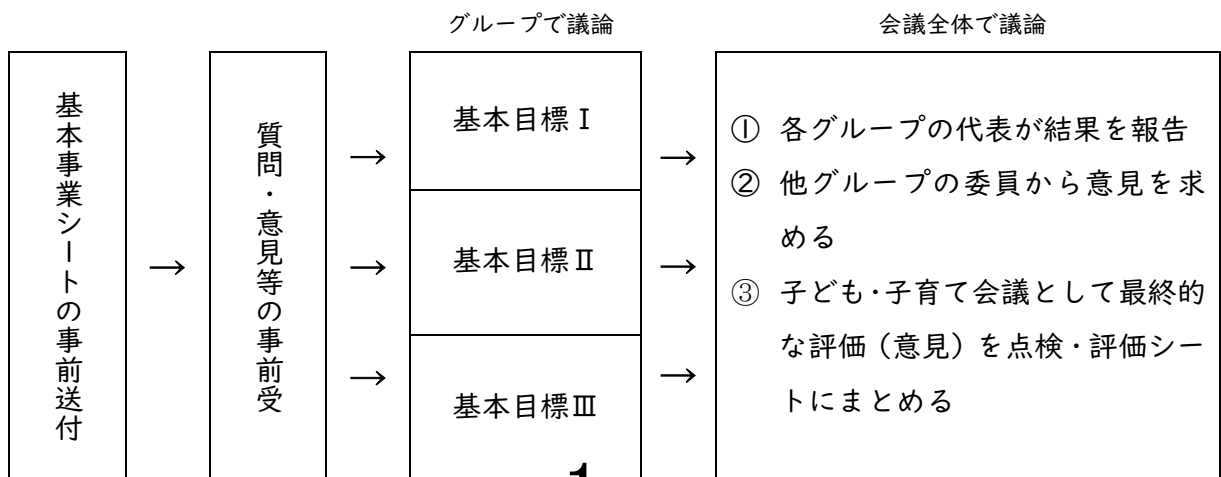 グループで議論
会議全体で議論
基本事業シートの事前送付
→
質問・意見等の事前受
→
→
→
基本目標Ⅰ
基本目標Ⅱ
基本目標Ⅲ
→
→
→
① 各グループの代表が結果を報告
② 他グループの委員から意見を求
める
③ 子ども・子育て会議として最終的
な評価（意見）を点検・評価シー
トにまとめる